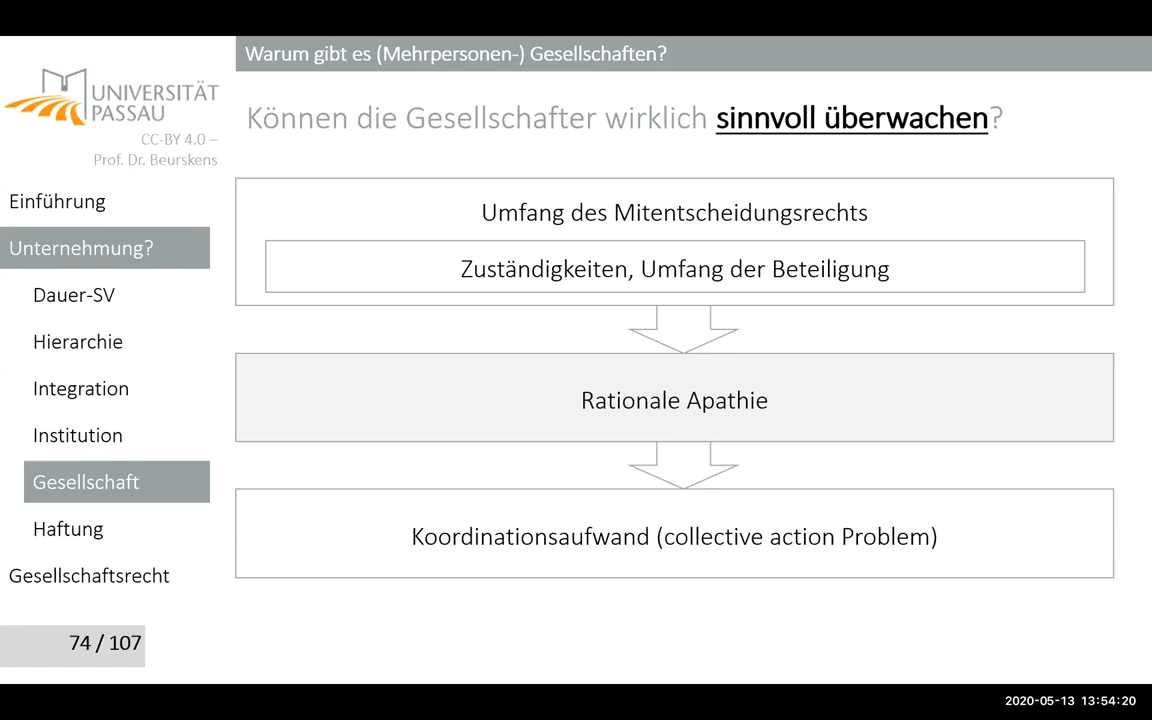 Warum gibt es (Mehrpersonen-) Gesellschaften?
UNIVERSITÄT
PASSAU
CC-BY 4.0 –
Prof. Dr. Beurskens
Können die Gesellschafter wirklich sinnvoll überwachen?
Einführung
Unternehmung?
Dauer-SV
Hierarchie
Integration
Institution
Gesellschaft
Haftung
Gesellschaftsrecht
74 / 107
Umfang des Mitentscheidungsrechts
Zuständigkeiten, Umfang der Beteiligung
Rationale Apathie
Koordinationsaufwand (collective action Problem)
2020-05-13 13:54:20